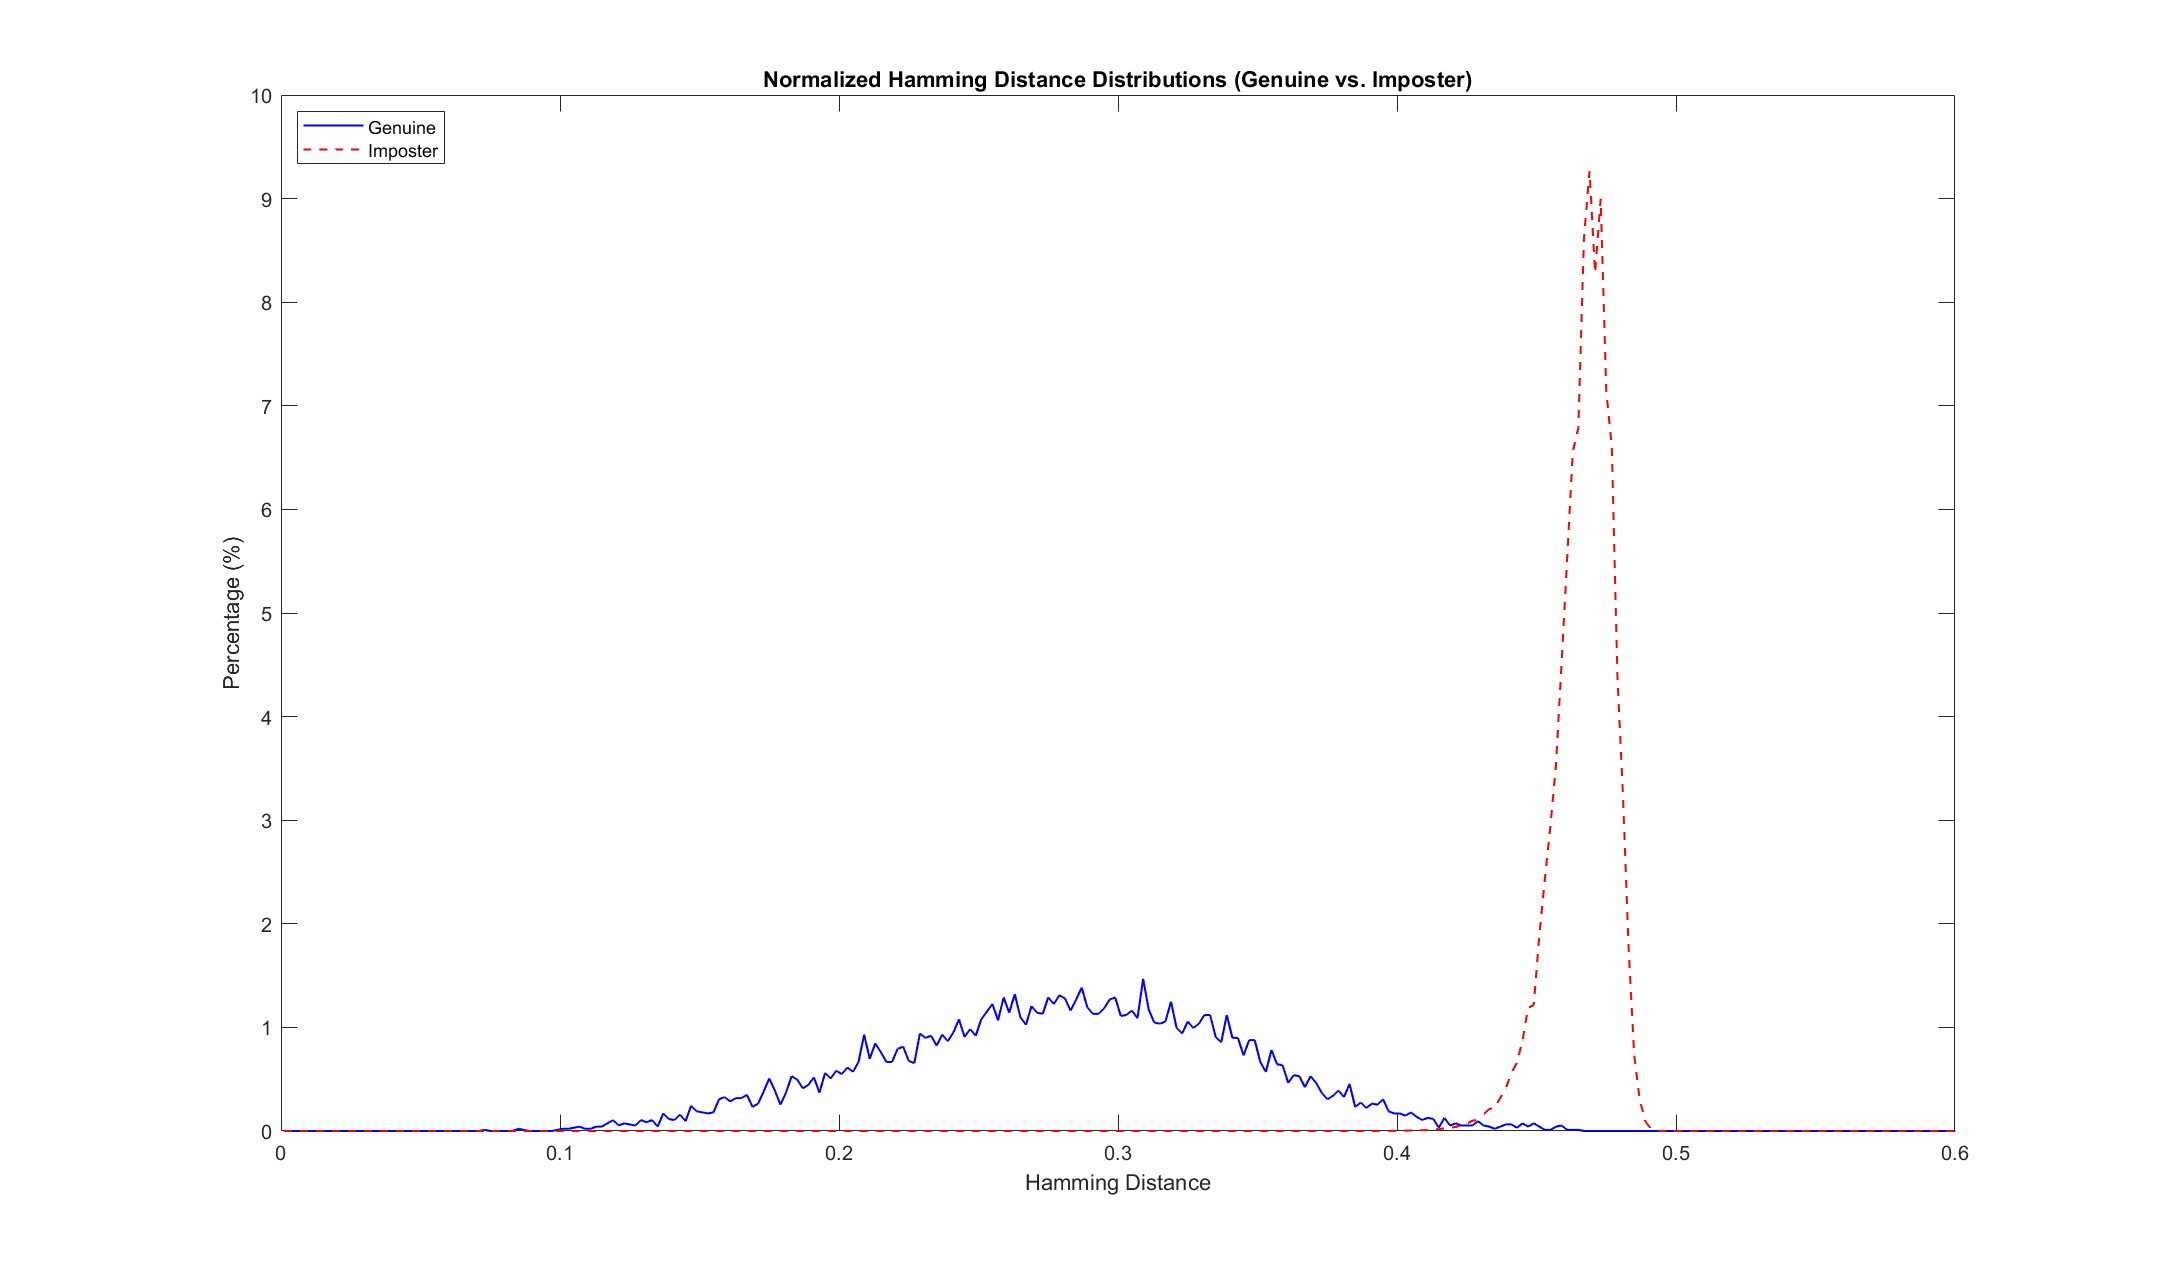 Normalized Hamming Distance Distributions (Genuine vs. Imposter)
Genuine
Imposter
10
9
8
7
6
5
4
3
2
1
0
Percentage (%)
0 0.1 0.2 0.3 0.4 0.5 0.6
Hamming Distance